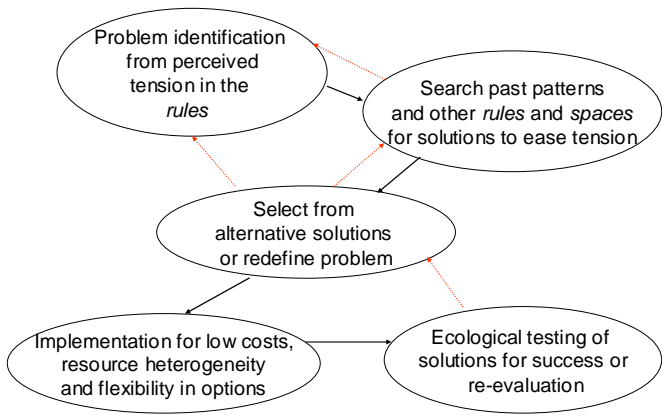 Problem identification
from perceived
tension in the
rules
Search past patterns
and other rules and spaces
for solutions to ease tension
Select from
alternative solutions
or redefine problem
Implementation for low costs,
resource heterogeneity
and flexibility in options
Ecological testing of
solutions for success or
re-evaluation